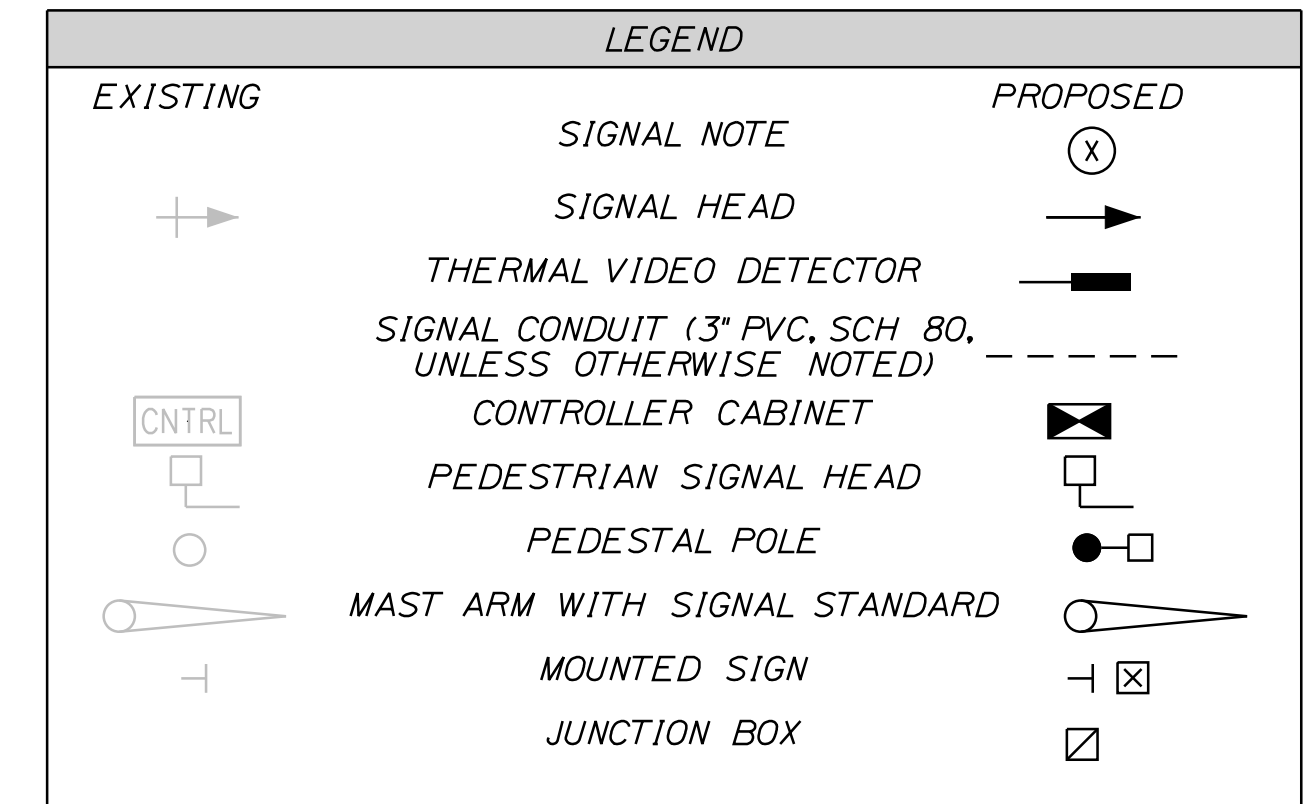 LEGEND
EXISTING PROPOSED
SIGNAL NOTE X
SIGNAL HEAD
THERMAL VIDEO DETECTOR
SIGNAL CONDUIT (3" PVC, SCH 80,
UNLESS OTHERWISE NOTED)
CNTRL CONTROLLER CABINET
PEDESTRIAN SIGNAL HEAD
PEDESTAL POLE
MAST ARM WITH SIGNAL STANDARD
MOUNTED SIGN X
JUNCTION BOX